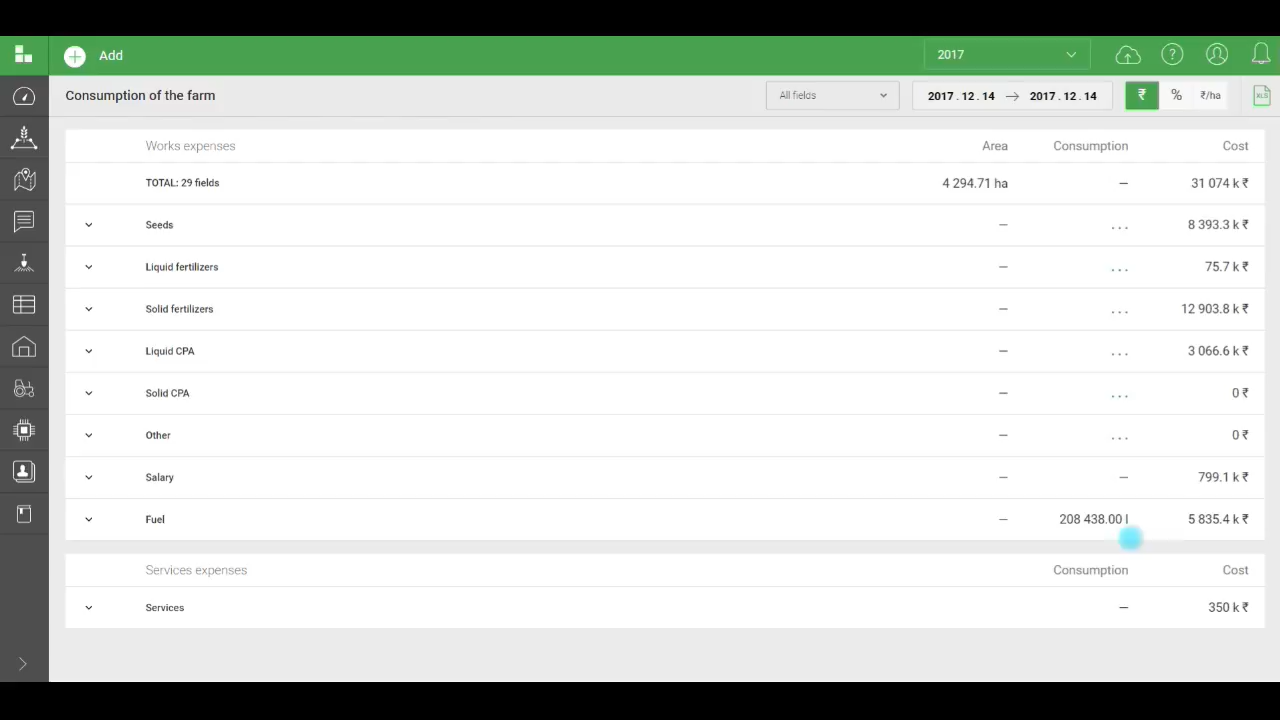 Add
2017
?
Consumption of the farm
All fields
2017 . 12 . 14 → 2017 . 12 . 14
₹
%
₹/ha
XLS
Works expenses Area Consumption Cost
TOTAL: 29 fields 4 294.71 ha — 31 074 k ₹
Seeds — ... 8 393.3 k ₹
Liquid fertilizers — ... 75.7 k ₹
Solid fertilizers — ... 12 903.8 k ₹
Liquid CPA — ... 3 066.6 k ₹
Solid CPA — ... 0 ₹
Other — ... 0 ₹
Salary — — 799.1 k ₹
Fuel — 208 438.00 l 5 835.4 k ₹
Services expenses Consumption Cost
Services — 350 k ₹